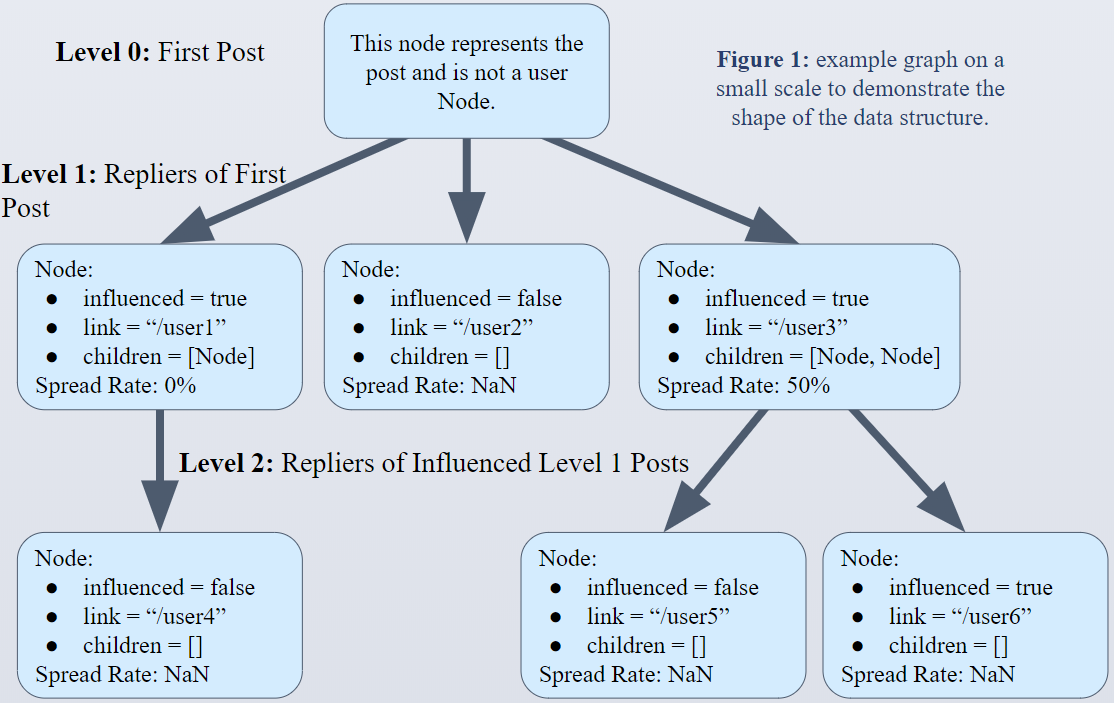 Level 0: First Post
This node represents the
post and is not a user
Node.
Figure 1: example graph on a
small scale to demonstrate the
shape of the data structure.
Level 1: Repliers of First
Post
Node:
● influenced = true
● link = “/user1”
● children = [Node]
Spread Rate: 0%
Node:
● influenced = false
● link = “/user2”
● children = []
Spread Rate: NaN
Node:
● influenced = true
● link = “/user3”
● children = [Node, Node]
Spread Rate: 50%
Level 2: Repliers of Influenced Level 1 Posts
Node:
● influenced = false
● link = “/user4”
● children = []
Spread Rate: NaN
Node:
● influenced = false
● link = “/user5”
● children = []
Spread Rate: NaN
Node:
● influenced = true
● link = “/user6”
● children = []
Spread Rate: NaN